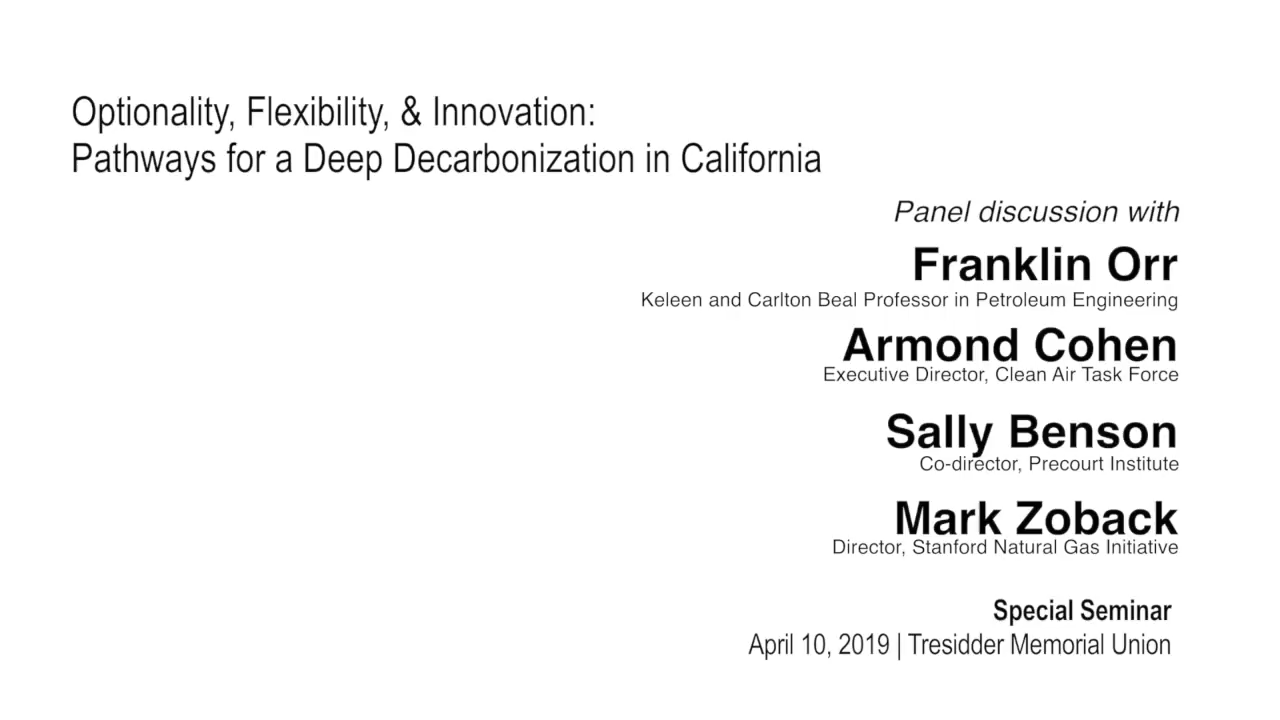 Optionality, Flexibility, & Innovation:
Pathways for a Deep Decarbonization in California
Panel discussion with
Franklin Orr
Keleen and Carlton Beal Professor in Petroleum Engineering
Armond Cohen
Executive Director, Clean Air Task Force
Sally Benson
Co-director, Precourt Institute
Mark Zoback
Director, Stanford Natural Gas Initiative
Special Seminar
April 10, 2019 | Tresidder Memorial Union